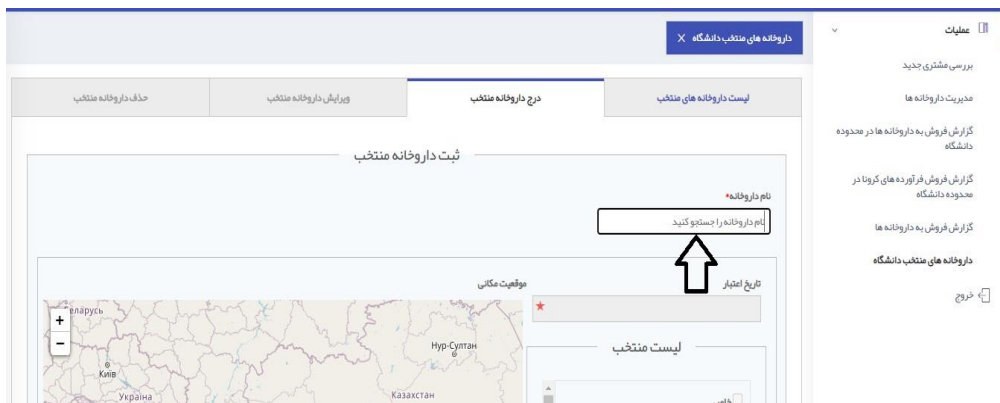 عملیات
بررسی مشتری جدید
مدیریت داروخانه ها
گزارش فروش به داروخانه ها در محدوده
دانشگاه
گزارش فروش فرآورده های کرونا در
محدوده دانشگاه
گزارش فروش به داروخانه ها
داروخانه های منتخب دانشگاه
خروج
داروخانه های منتخب دانشگاه X
لیست داروخانه های منتخب
درج داروخانه منتخب
ویرایش داروخانه منتخب
حذف داروخانه منتخب
ثبت داروخانه منتخب
نام داروخانه*
نام داروخانه را جستجو کنید
تاریخ اعتبار
موقعیت مکانی
لیست منتخب
خاص
+
−
еларусь
Київ
Україна
Нур-Султан
Казахстан